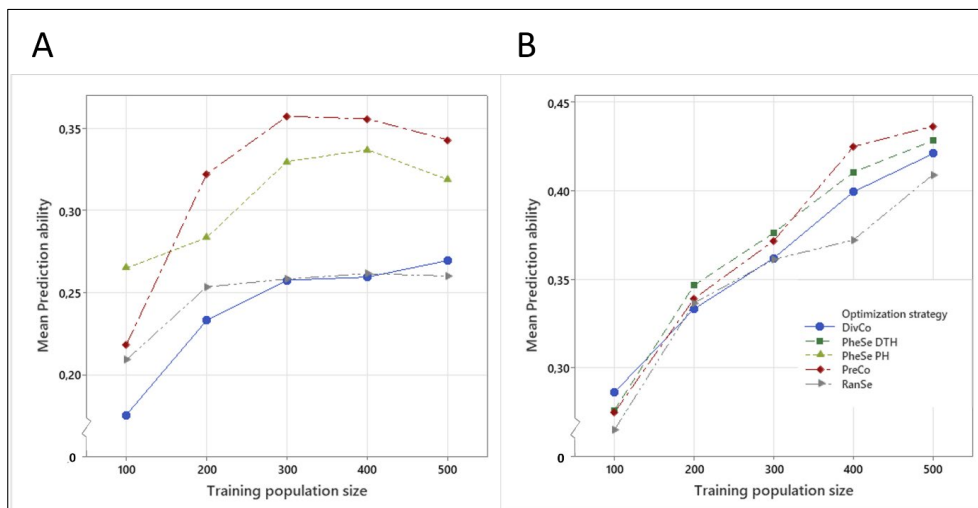 A
B
Mean Prediction ability
0,35
0,30
0,25
0,20
0
100 200 300 400 500
Training population size
Mean Prediction ability
0,45
0,40
0,35
0,30
0
100 200 300 400 500
Training population size
Optimization strategy
DivCo
PheSe DTH
PheSe PH
PreCo
RanSe